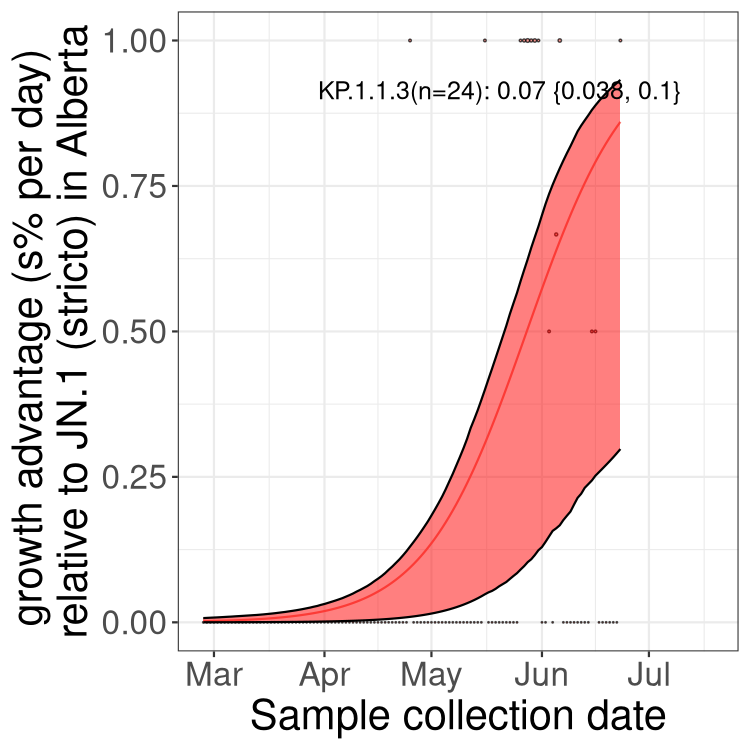 growth advantage (s% per day)
relative to JN.1 (stricto) in Alberta
1.00
0.75
0.50
0.25
0.00
KP.1.1.3(n=24): 0.07 {0.038, 0.1}
Mar Apr May Jun Jul
Sample collection date